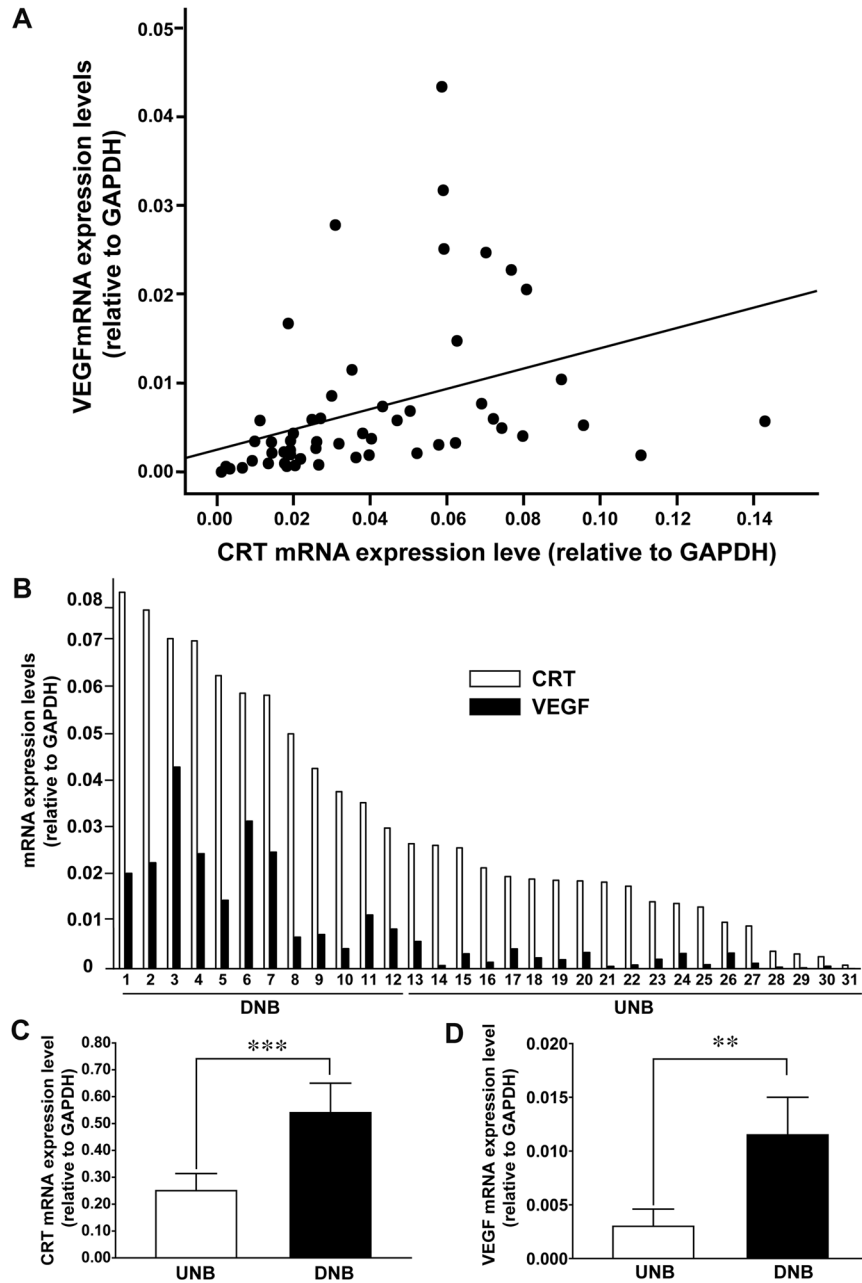 A
VEGFmRNA expression levels
(relative to GAPDH)
0.05
0.04
0.03
0.02
0.01
0.00
0.00 0.02 0.04 0.06 0.08 0.10 0.12 0.14
CRT mRNA expression leve (relative to GAPDH)
B
mRNA expression levels
(relative to GAPDH)
0.08
0.07
0.06
0.05
0.04
0.03
0.02
0.01
0
CRT
VEGF
1 2 3 4 5 6 7 8 9 10 11 12 13 14 15 16 17 18 19 20 21 22 23 24 25 26 27 28 29 30 31
DNB UNB
C
CRT mRNA expression level
(relative to GAPDH)
0.80
0.70
0.60
0.50
0.40
0.30
0.20
0.00
***
UNB DNB
D
VEGF mRNA expression level
(relative to GAPDH)
0.020
0.015
0.010
0.005
0.000
**
UNB DNB